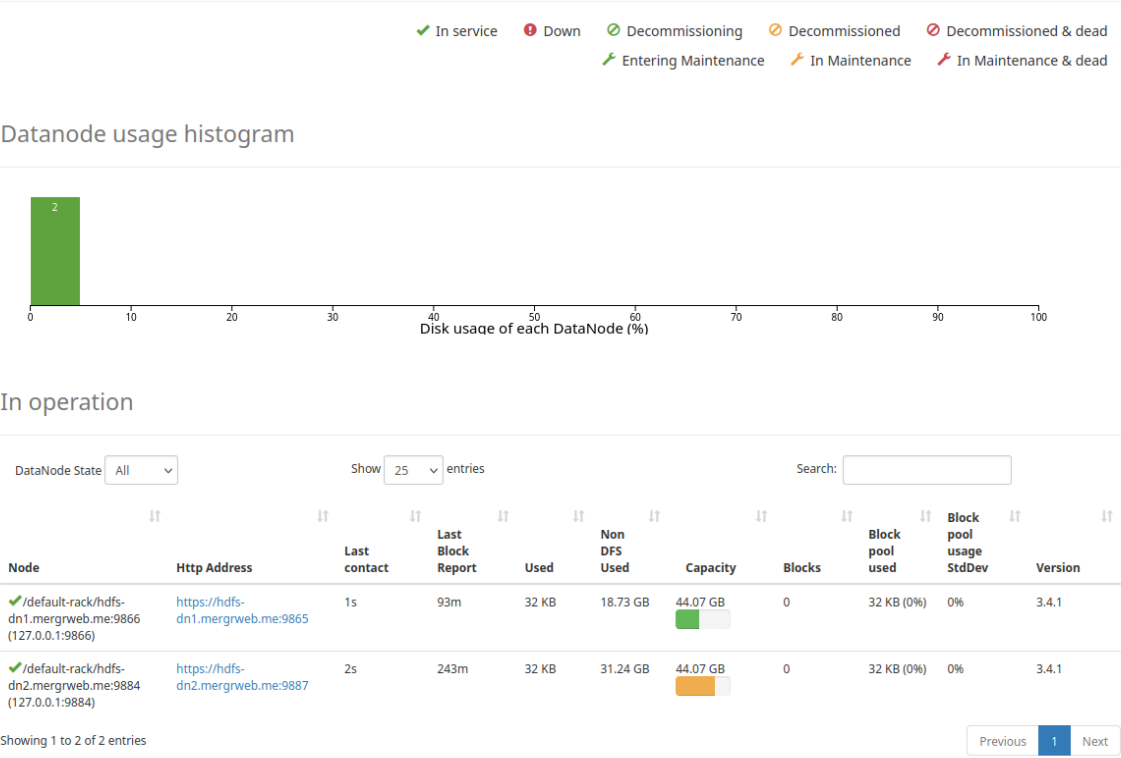 In service Down Decommissioning Decommissioned Decommissioned & dead
Entering Maintenance In Maintenance In Maintenance & dead
Datanode usage histogram
2
0 10 20 30 40 50 60 70 80 90 100
Disk usage of each DataNode (%)
In operation
DataNode State All Show 25 entries Search:
Node Http Address Last contact Last Block Report Used Non DFS Used Capacity Blocks Block pool used Block pool usage StdDev Version
/default-rack/hdfs- https://hdfs- 1s 93m 32 KB 18.73 GB 44.07 GB 0 32 KB (0%) 0% 3.4.1
dn1.mergrweb.me:9866 dn1.mergrweb.me:9865
(127.0.0.1:9866)
/default-rack/hdfs- https://hdfs- 2s 243m 32 KB 31.24 GB 44.07 GB 0 32 KB (0%) 0% 3.4.1
dn2.mergrweb.me:9884 dn2.mergrweb.me:9887
(127.0.0.1:9884)
Showing 1 to 2 of 2 entries Previous 1 Next